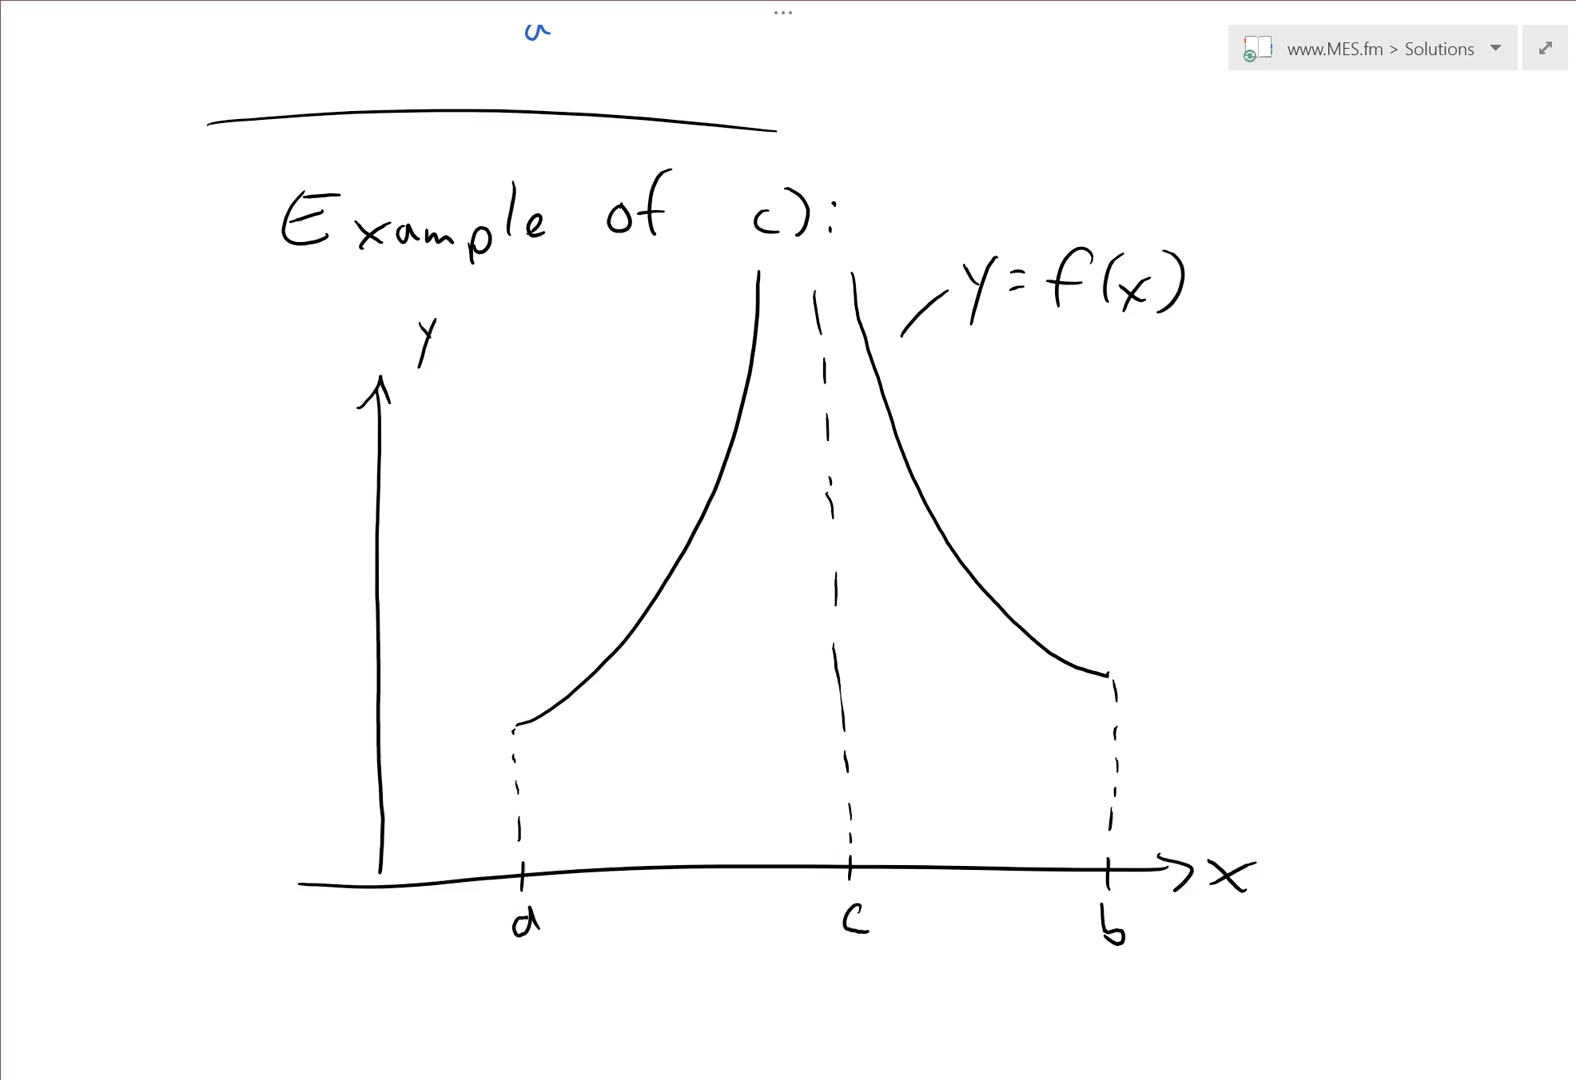 a
www.MES.fm > Solutions
Example of c):
y = f(x)
y
x
a c b